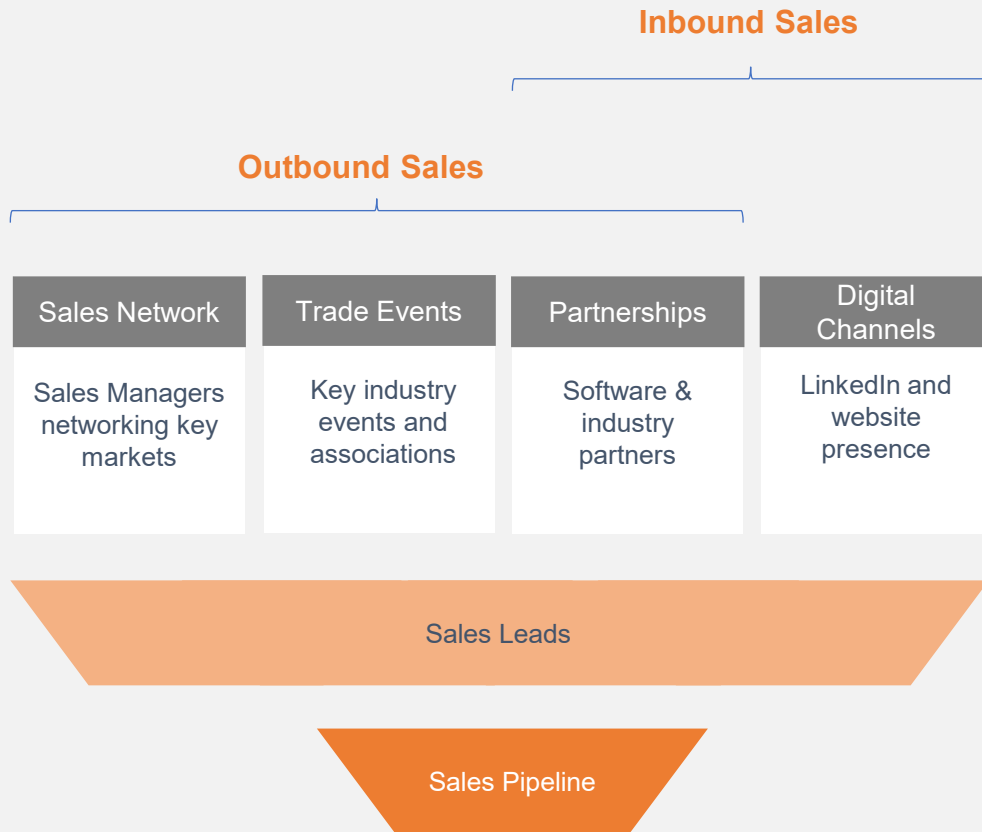 Inbound Sales
Outbound Sales
Sales Network
Sales Managers
networking key
markets
Trade Events
Key industry
events and
associations
Partnerships
Software &
industry
partners
Digital
Channels
LinkedIn and
website
presence
Sales Leads
Sales Pipeline